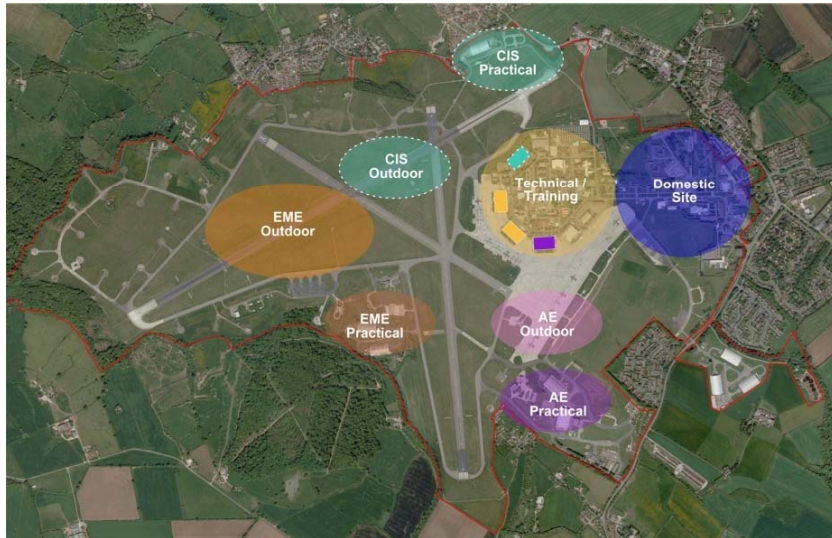 CIS
Practical
CIS
Outdoor
Technical /
Training
Domestic
Site
EME
Outdoor
EME
Practical
AE
Outdoor
AE
Practical